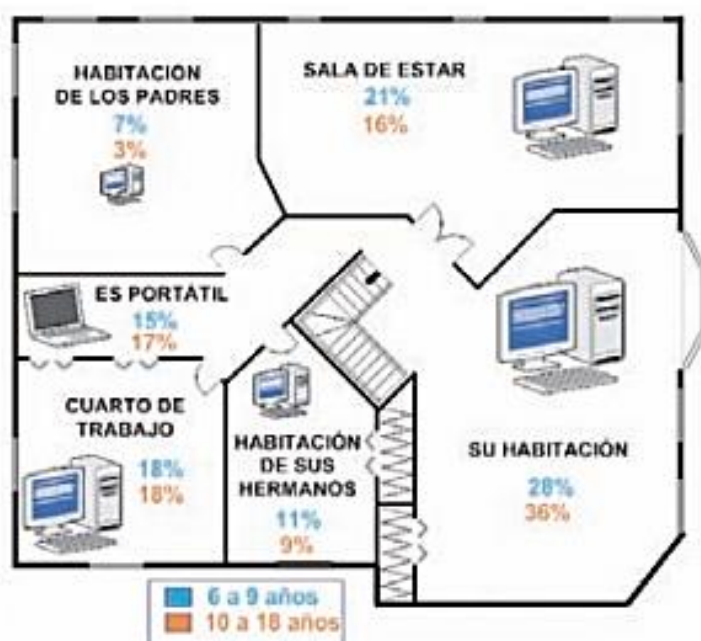 HABITACIÓN
DE LOS PADRES
7%
3%
SALA DE ESTAR
21%
16%
ES PORTÁTIL
15%
17%
CUARTO DE
TRABAJO
18%
18%
HABITACIÓN
DE SUS
HERMANOS
11%
9%
SU HABITACIÓN
28%
36%
6 a 9 años
10 a 18 años